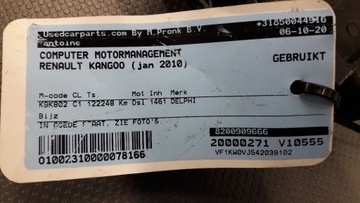 Usedcarparts.com By M.Pronk B.V. +31850044916
antoine 06-10-20
COMPUTER MOTORMANAGEMENT GEBRUIKT
RENAULT KANGOO (jan 2010)
M-code CL Ts Mot Inh Merk
K9K802 C1 122248 Km Dsl 1461 DELPHI
Bijz
IN GOEDE STAAT, ZIE FOTO'S
8200909666
01002310000078166 20000271 V10555
VF1KW0VJ542039102